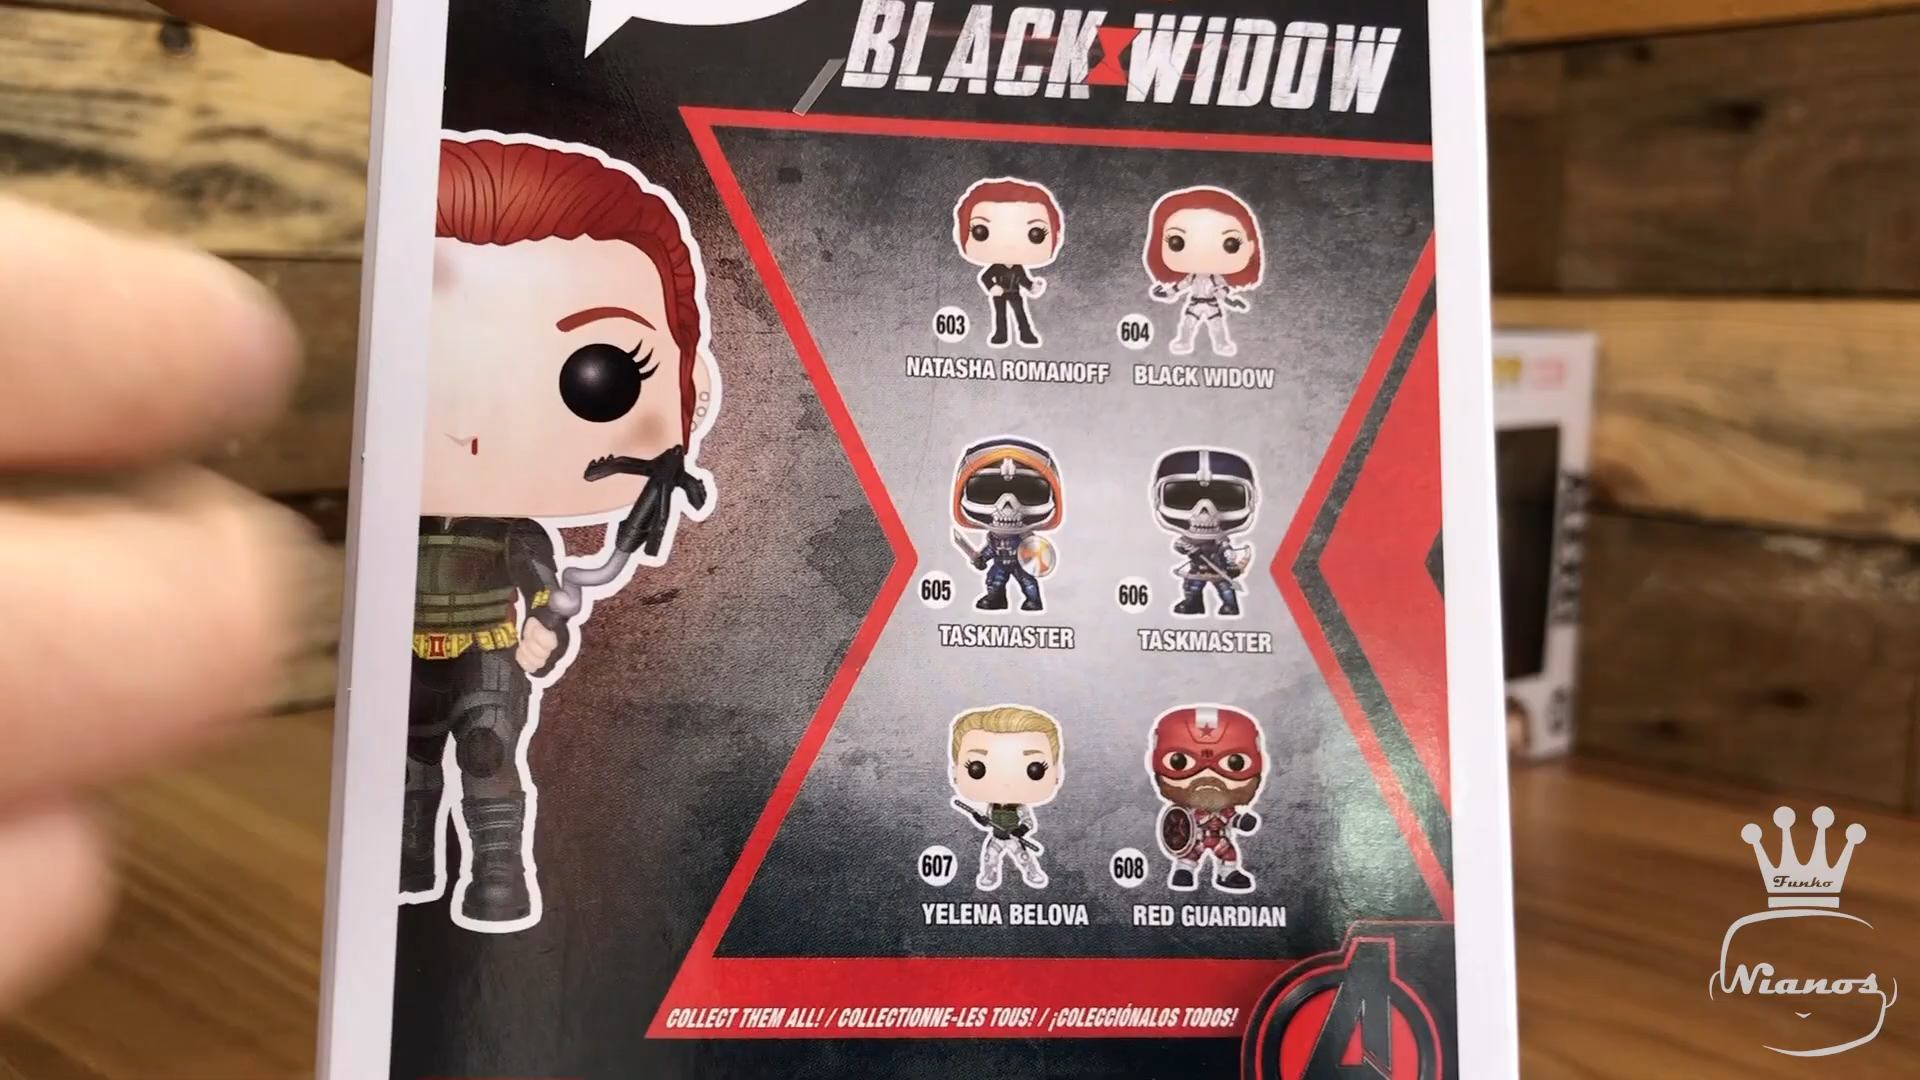 BLACK WIDOW
603
NATASHA ROMANOFF
604
BLACK WIDOW
605
TASKMASTER
606
TASKMASTER
607
YELENA BELOVA
608
RED GUARDIAN
COLLECT THEM ALL! / COLLECTIONNE-LES TOUS! / ¡COLECCIÓNALOS TODOS!
Funko
Nianos